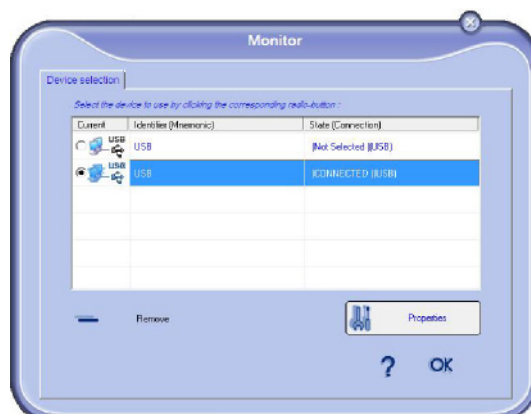 Monitor
Device selection
Select the device to use by clicking the corresponding radio-button :
Current Identifier (Mnemonic) State (Connection)
USB USB (Not Selected )(USB)
USB USB (CONNECTED )(USB)
Remove Properties
? OK